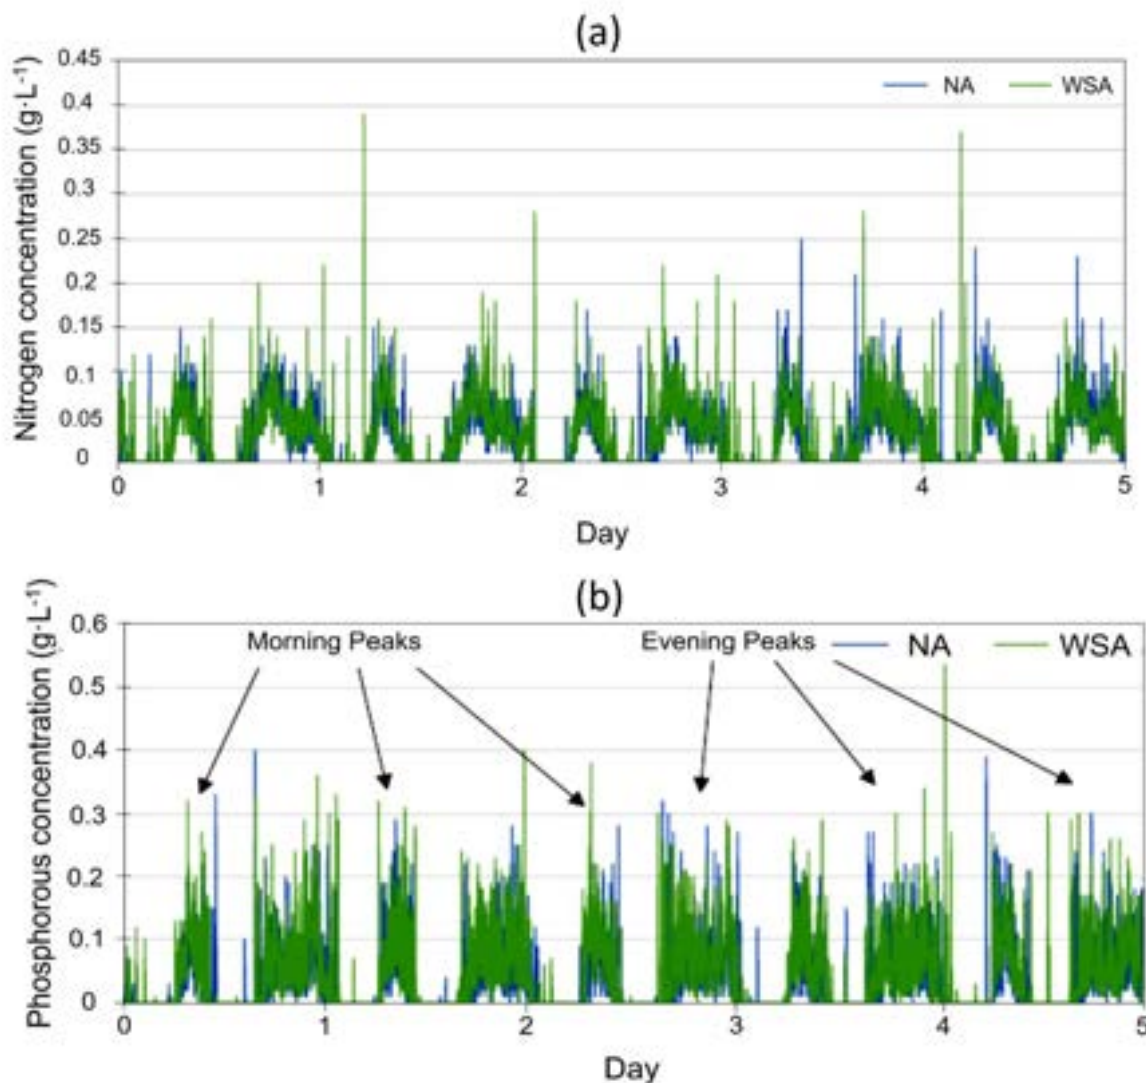 (a)
Nitrogen concentration (g·L⁻¹)
0.45
0.4
0.35
0.3
0.25
0.2
0.15
0.1
0.05
0
NA WSA
0 1 2 3 4 5
Day
(b)
Phosphorous concentration (g·L⁻¹)
0.6
0.5
0.4
0.3
0.2
0.1
0
Morning Peaks Evening Peaks NA WSA
0 1 2 3 4 5
Day